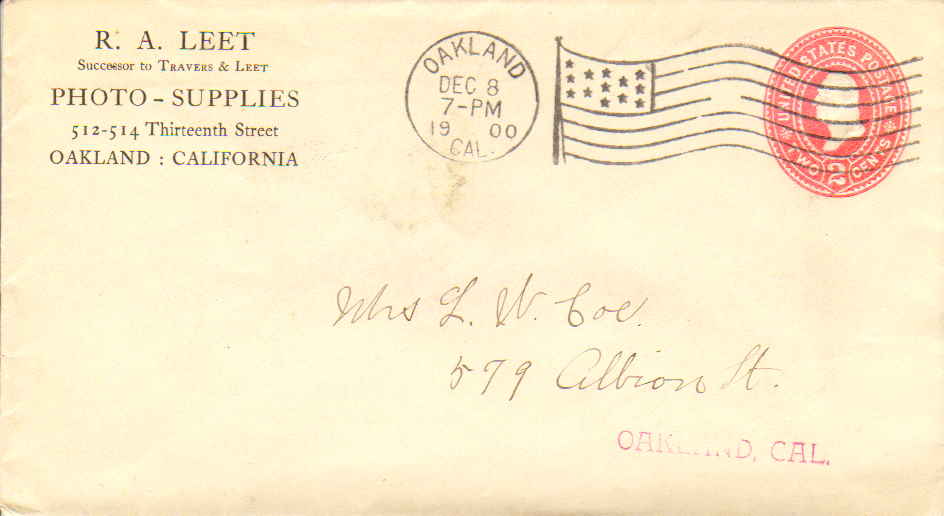 R. A. LEET
Successor to TRAVERS & LEET
PHOTO - SUPPLIES
512-514 Thirteenth Street
OAKLAND : CALIFORNIA
OAKLAND
DEC 8
7-PM
19 00
CAL.
UNITED STATES POSTAGE
TWO 2 CENTS
Mrs L. W. Coe.
579 Albion St.
OAKLAND, CAL.